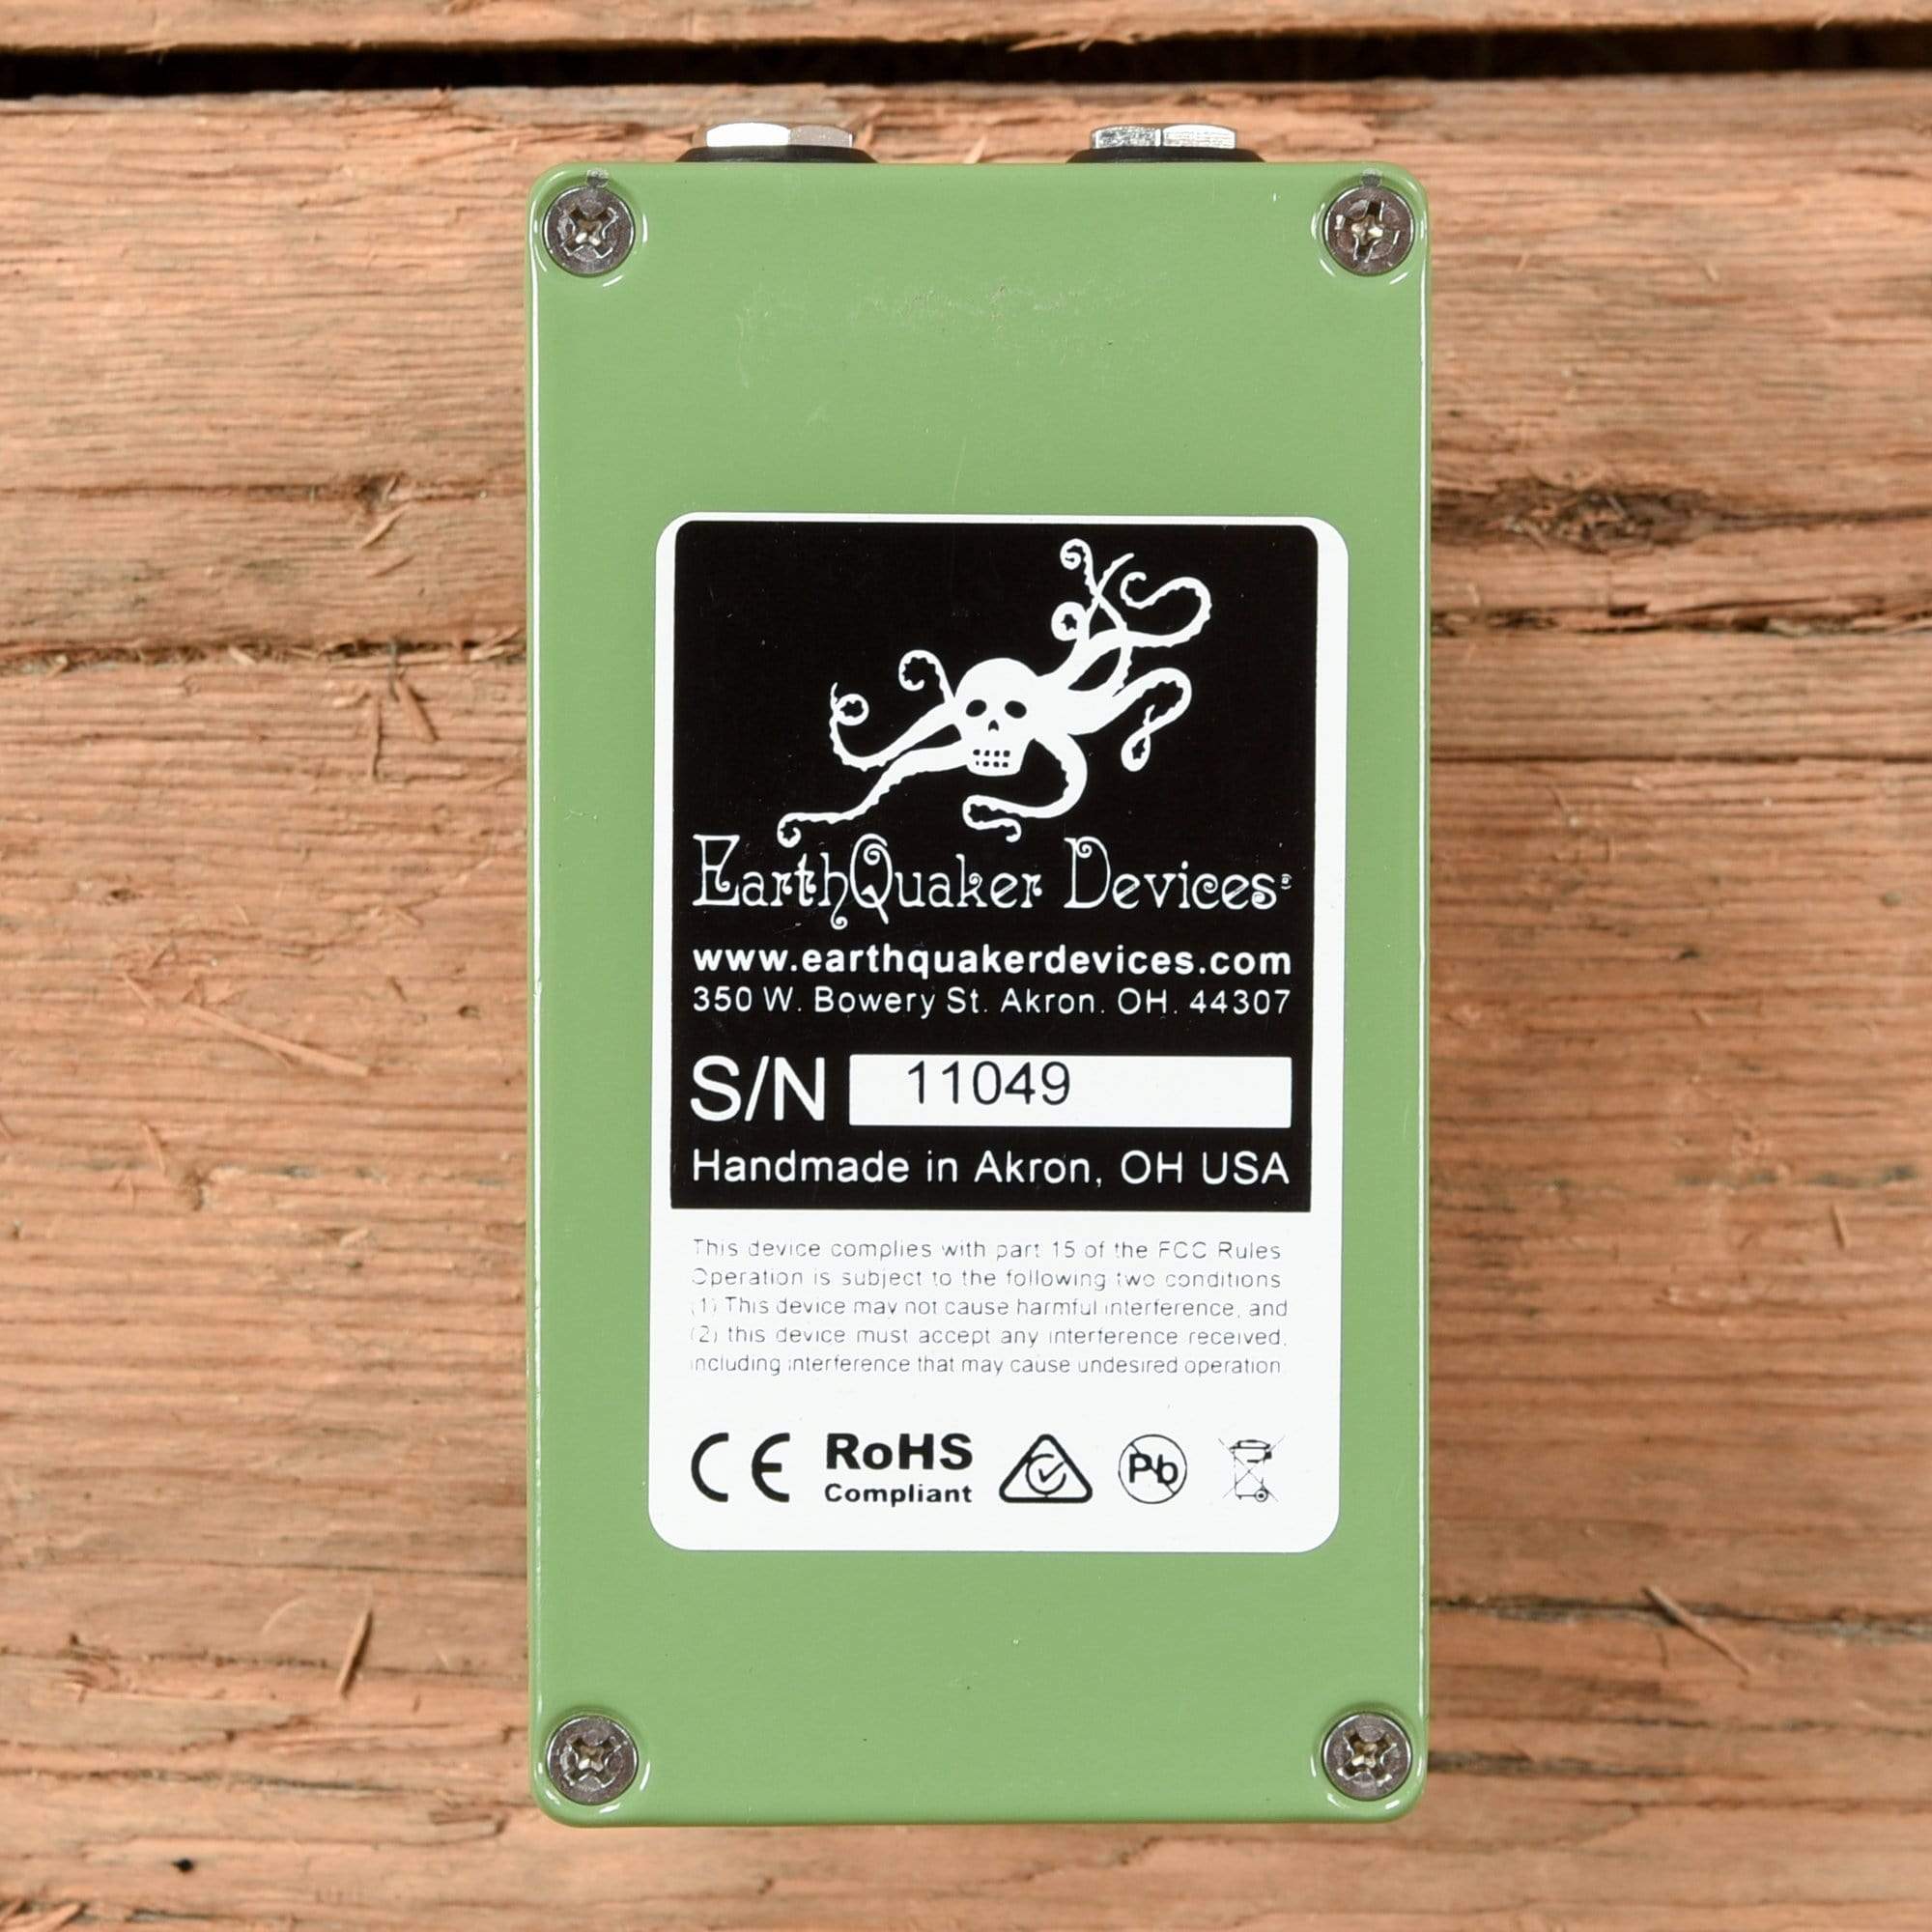 EarthQuaker Devices®
www.earthquakerdevices.com
350 W. Bowery St. Akron. OH. 44307
S/N 11049
Handmade in Akron, OH USA
This device complies with part 15 of the FCC Rules
Operation is subject to the following two conditions
(1) This device may not cause harmful interference, and
(2) this device must accept any interference received,
including interference that may cause undesired operation
CE RoHS Compliant Pb